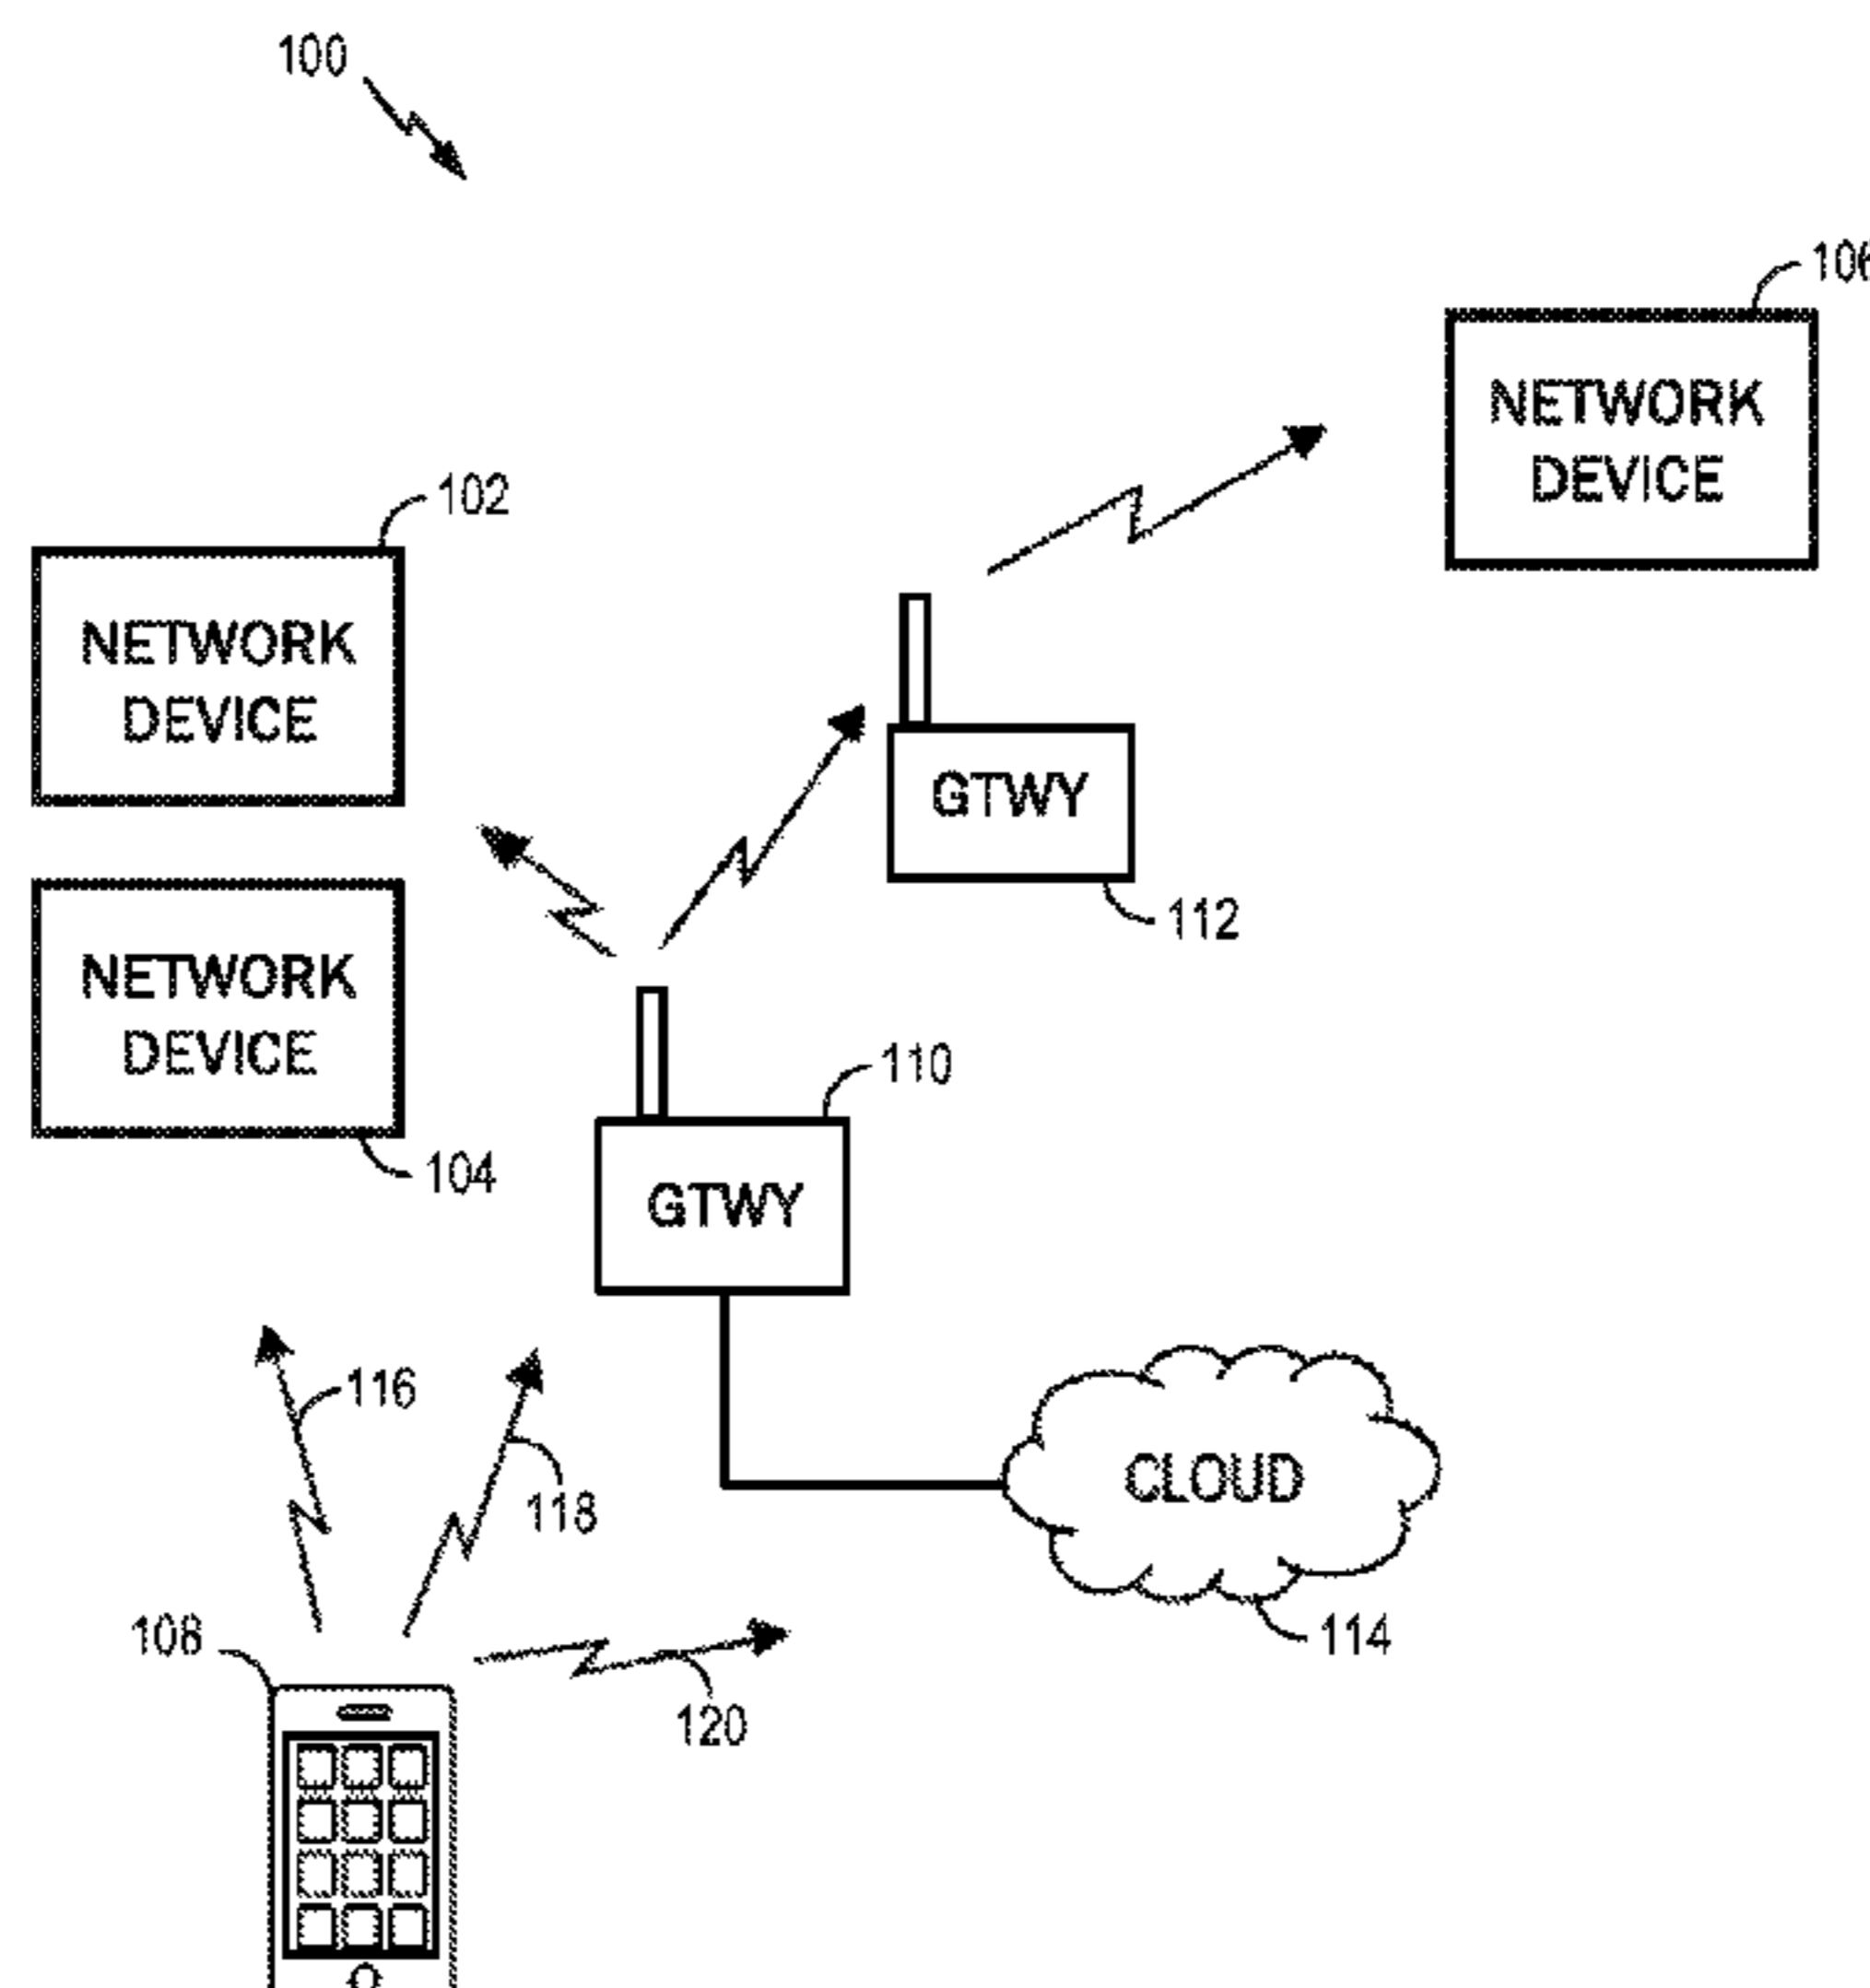 100
106
NETWORK
DEVICE
102
NETWORK
DEVICE
GTWY
112
NETWORK
DEVICE
104
110
GTWY
116
118
CLOUD
114
108
120